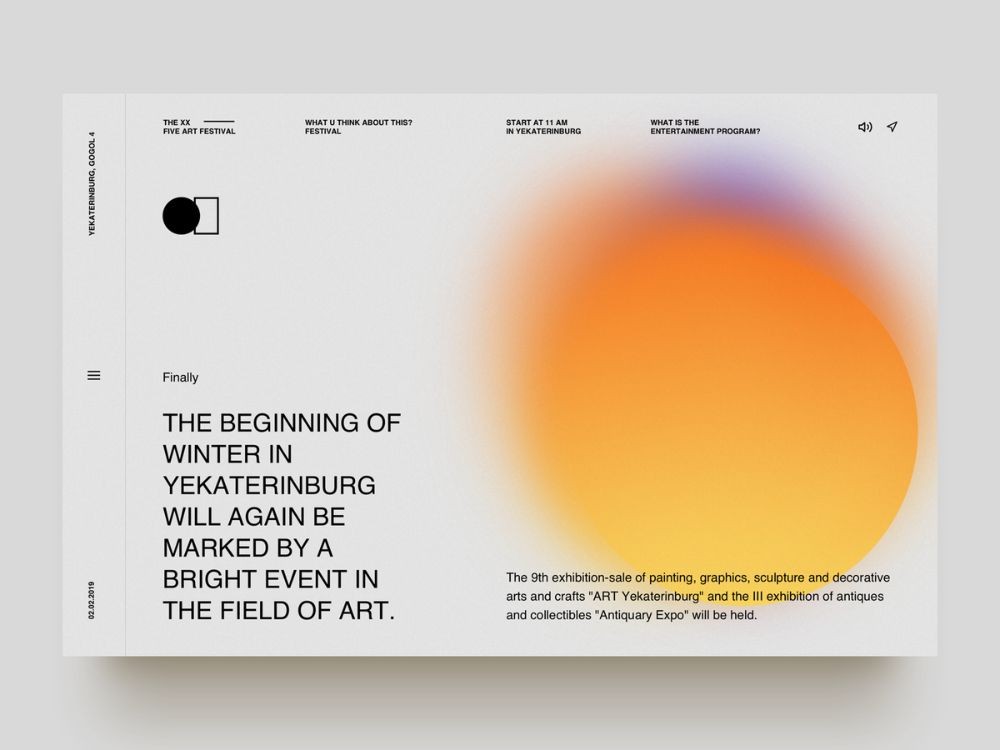 THE XX
FIVE ART FESTIVAL
WHAT U THINK ABOUT THIS?
FESTIVAL
START AT 11 AM
IN YEKATERINBURG
WHAT IS THE
ENTERTAINMENT PROGRAM?
YEKATERINBURG, GOGOL 4
Finally
THE BEGINNING OF
WINTER IN
YEKATERINBURG
WILL AGAIN BE
MARKED BY A
BRIGHT EVENT IN
THE FIELD OF ART.
The 9th exhibition-sale of painting, graphics, sculpture and decorative
arts and crafts "ART Yekaterinburg" and the III exhibition of antiques
and collectibles "Antiquary Expo" will be held.
02.02.2019